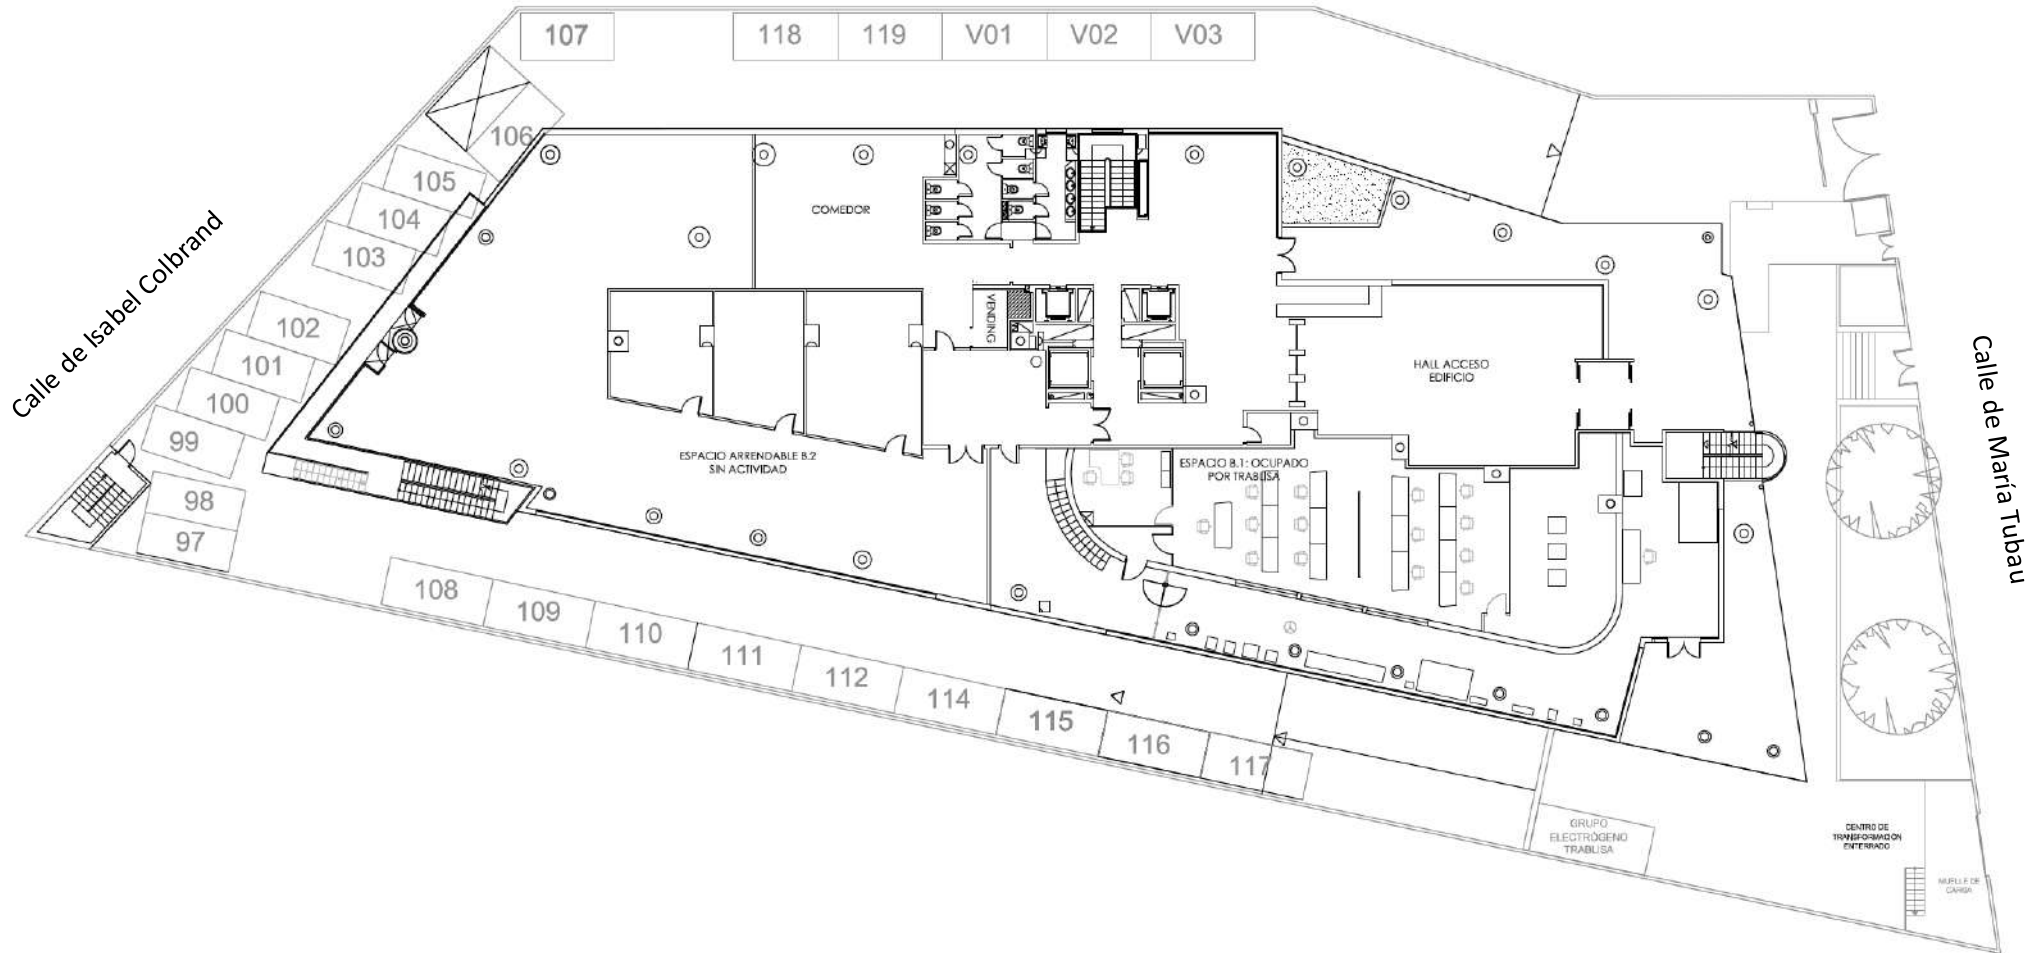 107
118
119
V01
V02
V03
106
105
104
103
102
101
100
99
98
97
Calle de Isabel Colbrand
COMEDOR
VENDING
HALL ACCESO
EDIFICIO
ESPACIO ARRENDABLE B.2
SIN ACTIVIDAD
ESPACIO B.1: OCUPADO
POR TRABLISA
Calle de María Tubau
108
109
110
111
112
114
115
116
117
GRUPO
ELECTRÓGENO
TRABLISA
CENTRO DE
TRANSFORMACION
ENTERRADO
MUELLE DE
CARGA